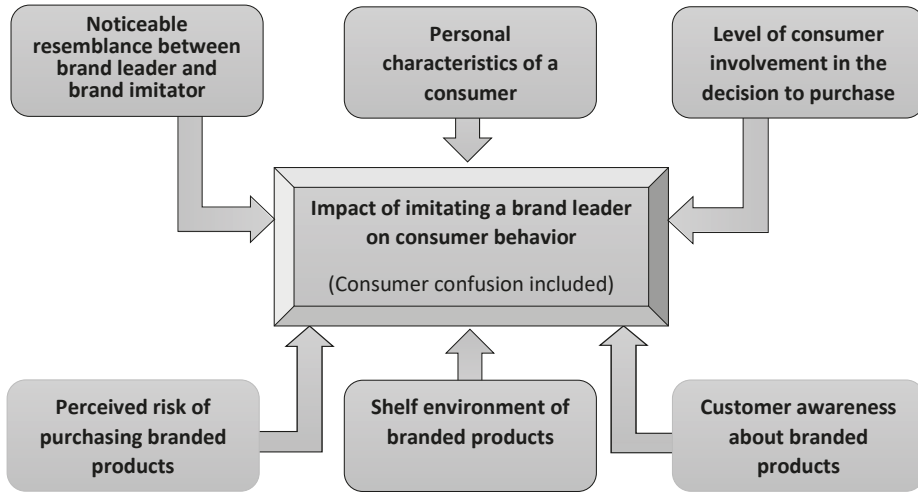 Noticeable
resemblance between
brand leader and
brand imitator
Personal
characteristics of a
consumer
Level of consumer
involvement in the
decision to purchase
Impact of imitating a brand leader
on consumer behavior
(Consumer confusion included)
Perceived risk of
purchasing branded
products
Shelf environment of
branded products
Customer awareness
about branded
products